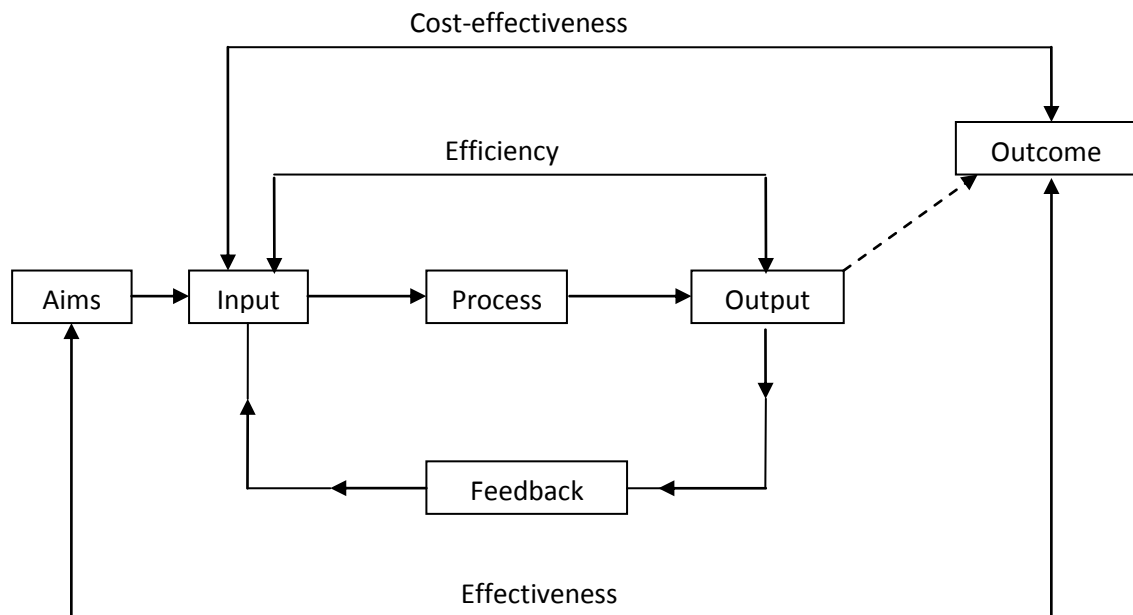 Cost-effectiveness
Efficiency
Outcome
Aims
Input
Process
Output
Feedback
Effectiveness